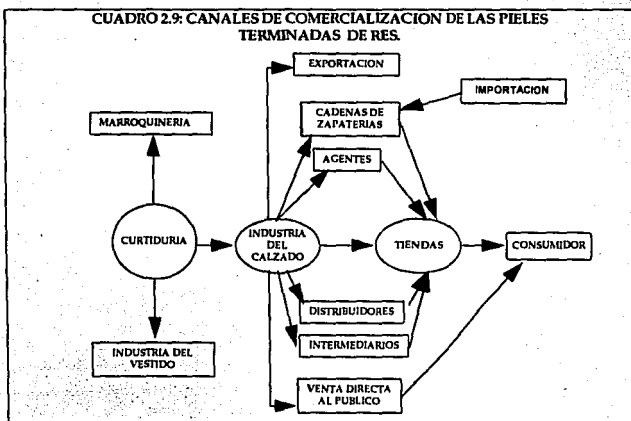 CUADRO 2.9: CANALES DE COMERCIALIZACION DE LAS PIELES
TERMINADAS DE RES.
EXPORTACION
IMPORTACION
CADENAS DE
ZAPATERIAS
MARROQUINERIA
AGENTES
CURTIDURIA
INDUSTRIA
DEL
CALZADO
TIENDAS
CONSUMIDOR
DISTRIBUIDORES
INTERMEDIARIOS
INDUSTRIA DEL
VESTIDO
VENTA DIRECTA
AL PUBLICO